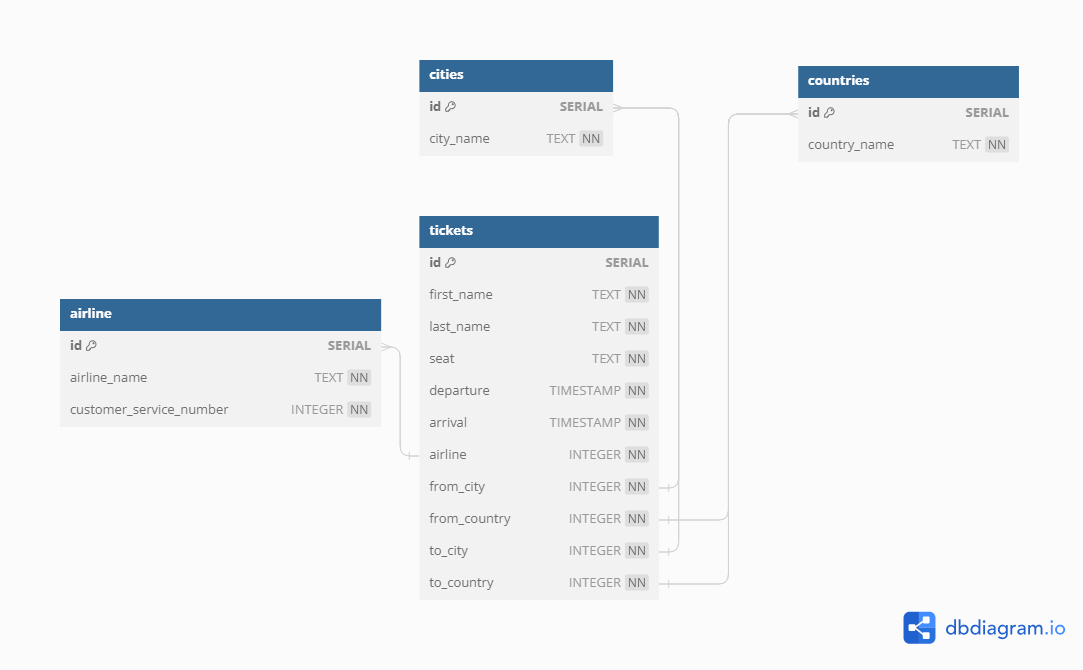 cities
id SERIAL
city_name TEXT NN
countries
id SERIAL
country_name TEXT NN
tickets
id SERIAL
first_name TEXT NN
last_name TEXT NN
seat TEXT NN
departure TIMESTAMP NN
arrival TIMESTAMP NN
airline INTEGER NN
from_city INTEGER NN
from_country INTEGER NN
to_city INTEGER NN
to_country INTEGER NN
airline
id SERIAL
airline_name TEXT NN
customer_service_number INTEGER NN
dbdiagram.io